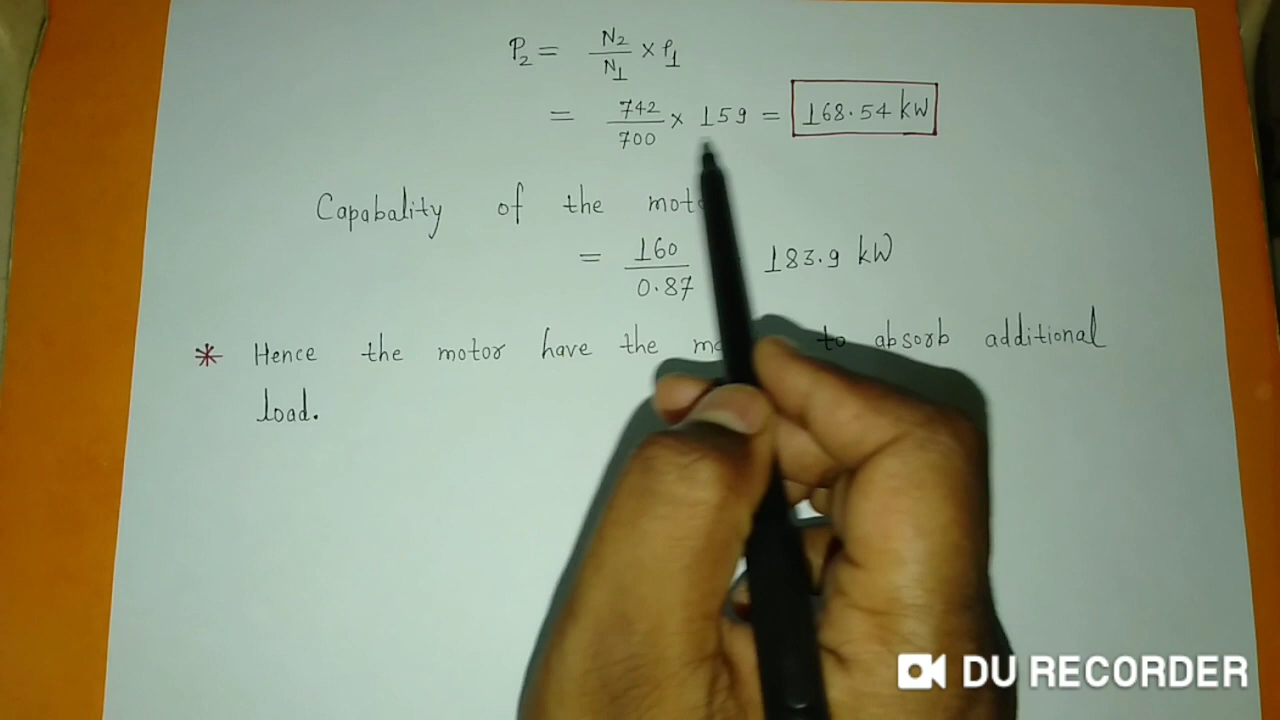 P₂ = N₂/N₁ × P₁
= 742/700 × 159 = 168.54 kW
Capabality of the
= 160/0.87 183.9 kW
* Hence the motor have the to absorb additional
load.
DU RECORDER